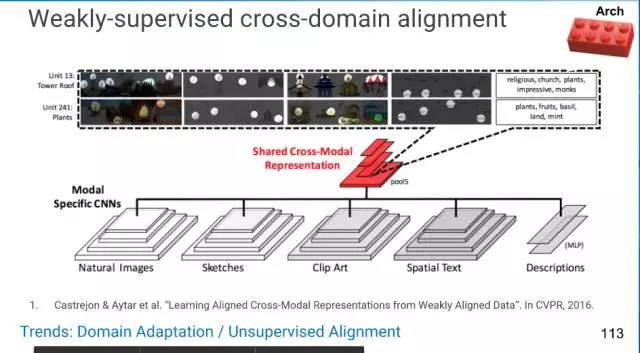 Weakly-supervised cross-domain alignment
Arch
Unit 13:
Tower Roof
religious, church, plants,
impressive, monks
Unit 241:
Plants
plants, fruits, basil,
land, mint
Shared Cross-Modal
Representation
pool5
Modal
Specific CNNs
(MLP)
Natural Images
Sketches
Clip Art
Spatial Text
Descriptions
1. Castrejon & Aytar et al. “Learning Aligned Cross-Modal Representations from Weakly Aligned Data”. In CVPR, 2016.
Trends: Domain Adaptation / Unsupervised Alignment
113